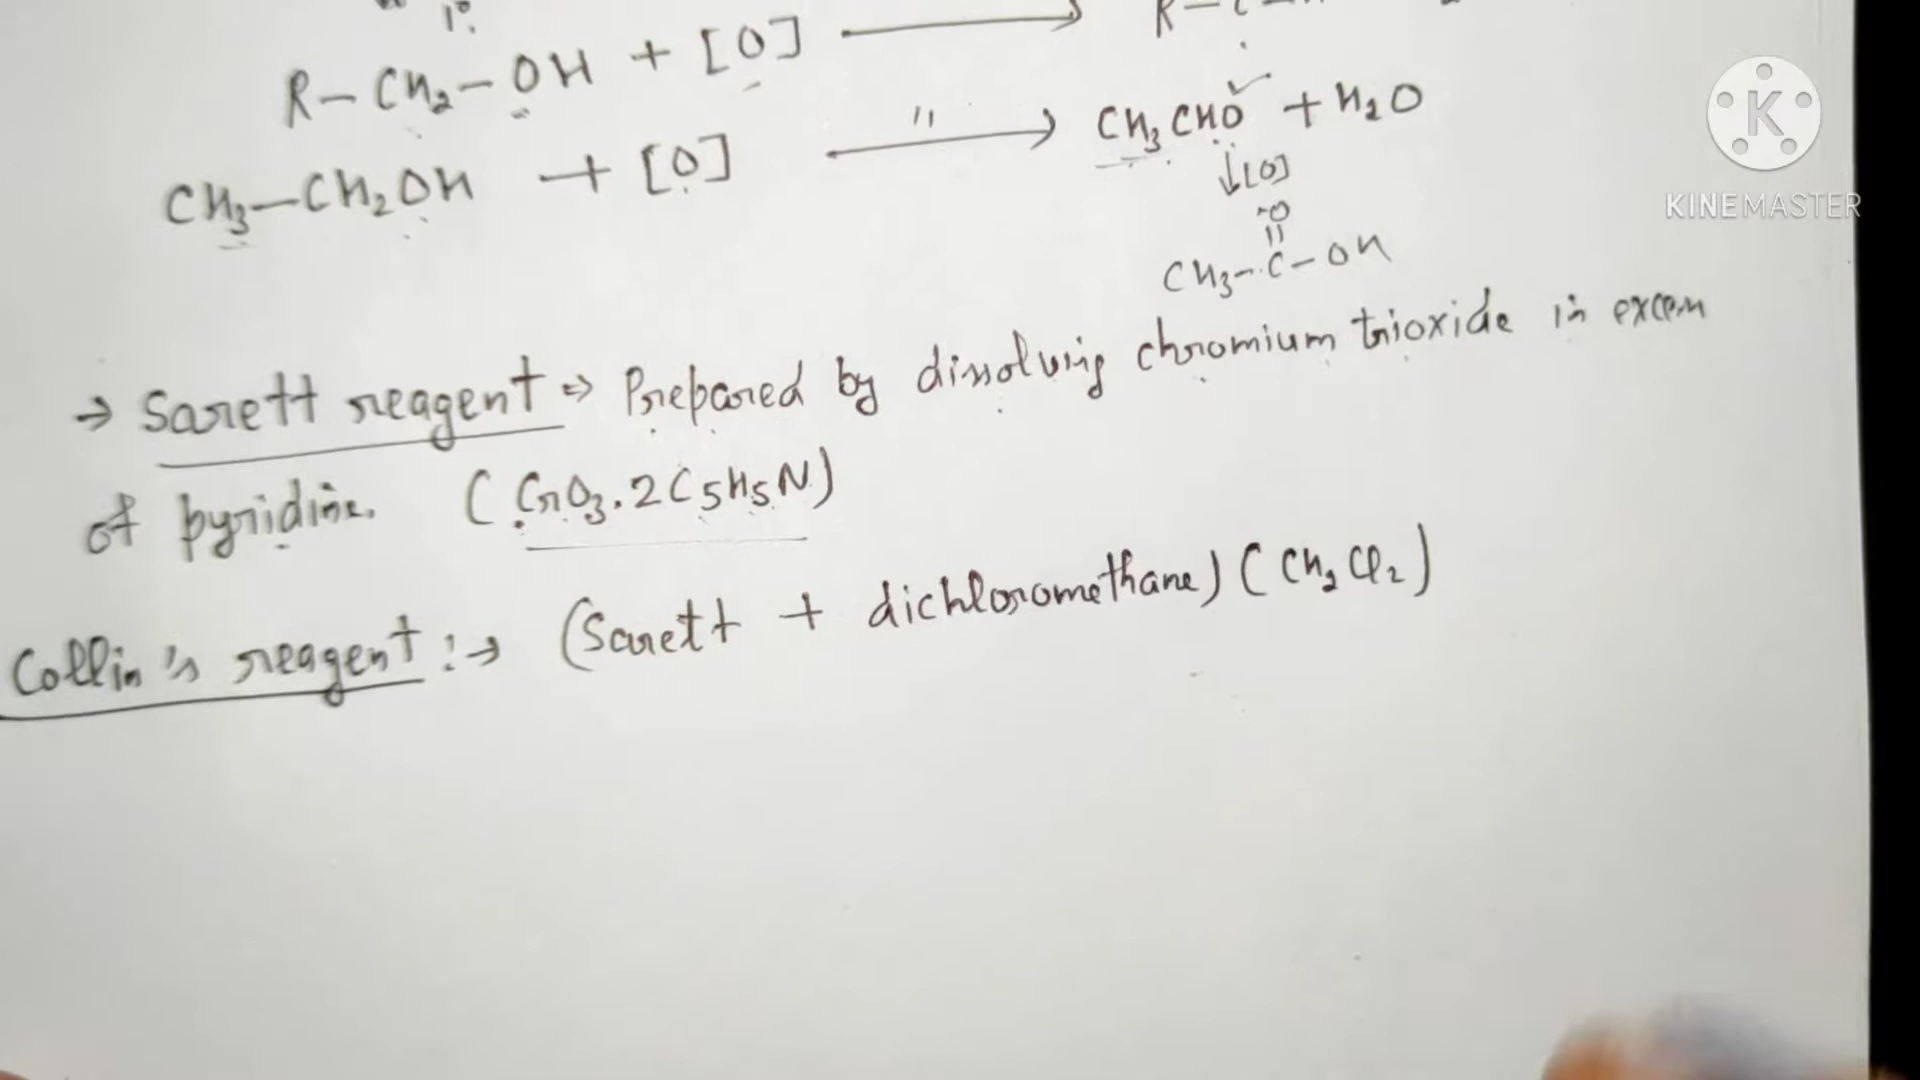 1°.
R-CH₂-OH + [O] ⟶ R-C-H
CH₃-CH₂OH + [O] —"→ CH₃CHO ✓ + H₂O
↓[O]
O
||
CH₃-C-OH
→ Sarett reagent ⇒ Prepared by dissolving chromium trioxide in excess
of pyridine. (CrO₃.2C₅H₅N)
Collin's reagent :→ (Sarett + dichloromethane) (CH₂Cl₂)
K
KINEMASTER